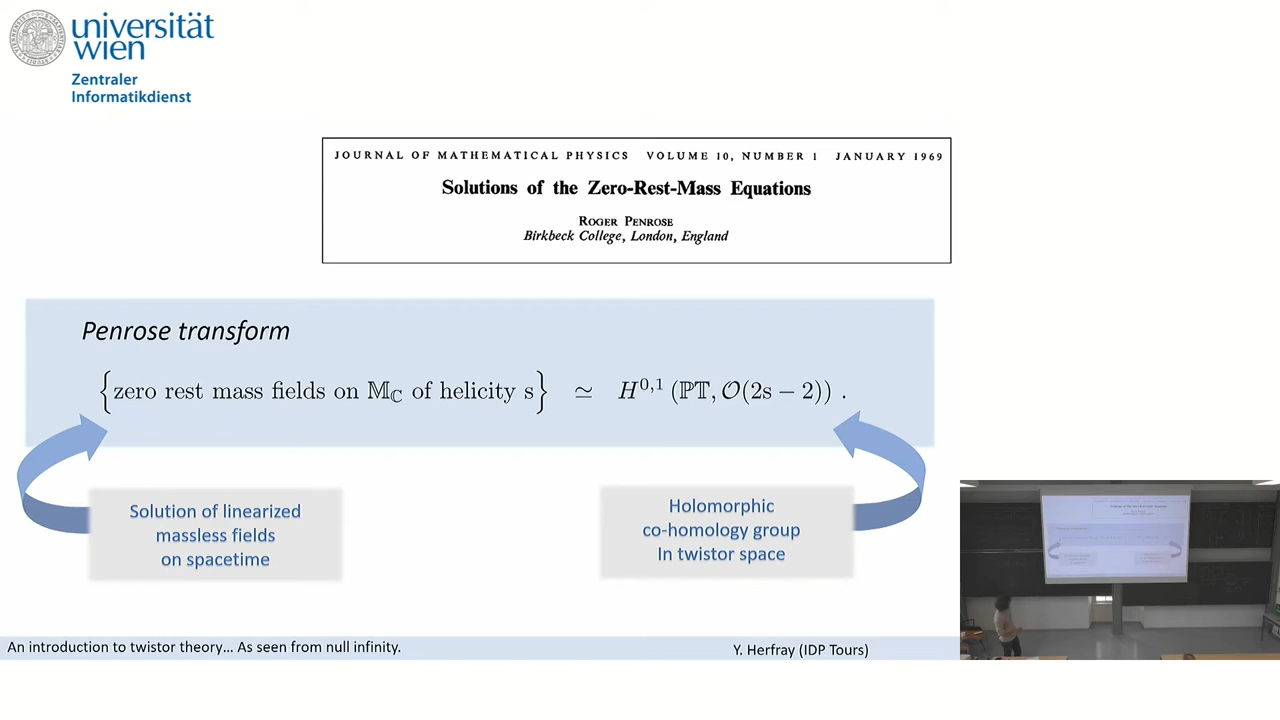 universität
wien
Zentraler
Informatikdienst
JOURNAL OF MATHEMATICAL PHYSICS VOLUME 10, NUMBER 1 JANUARY 1969
Solutions of the Zero-Rest-Mass Equations
ROGER PENROSE
Birkbeck College, London, England
Penrose transform
{zero rest mass fields on 𝕄_ℂ of helicity s} ≃ H^{0,1} (ℙ𝕋, 𝒪(2s − 2)) .
Solution of linearized
massless fields
on spacetime
Holomorphic
co-homology group
In twistor space
An introduction to twistor theory... As seen from null infinity.
Y. Herfray (IDP Tours)